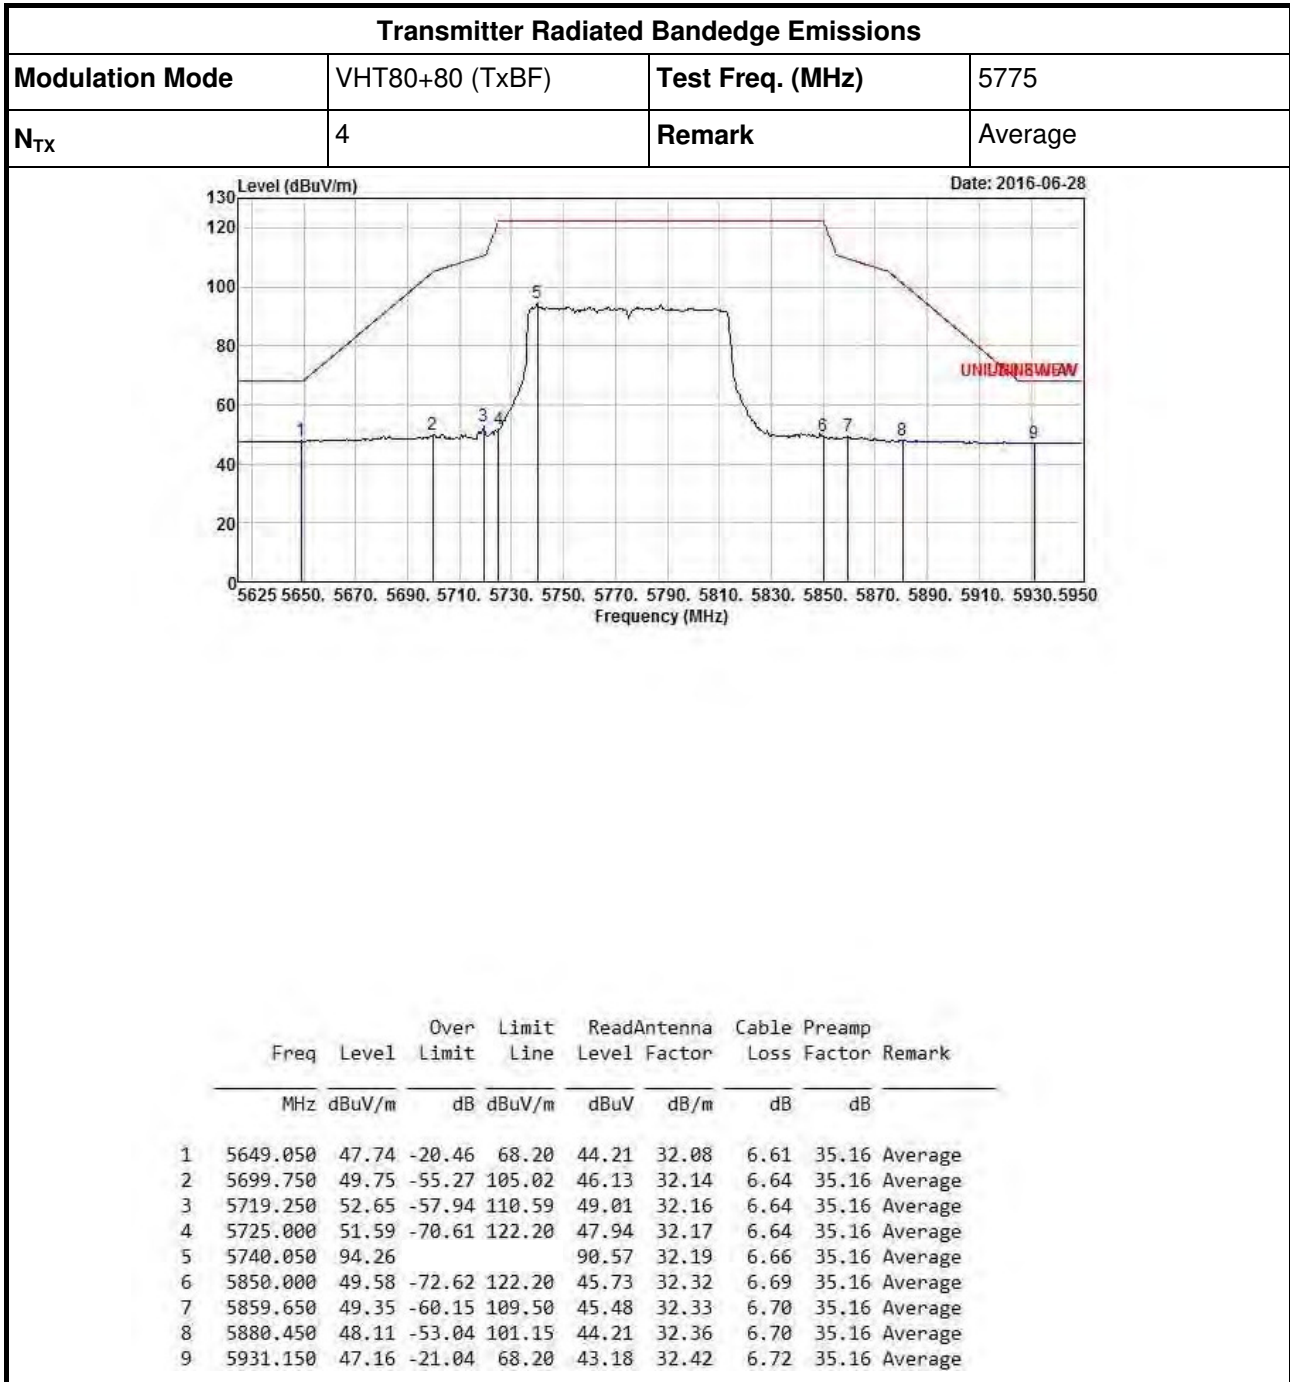 Transmitter Radiated Bandedge Emissions
Modulation Mode VHT80+80 (TxBF) Test Freq. (MHz) 5775
NTX 4 Remark Average
Level (dBuV/m) Date: 2016-06-28
130
120
100
80
60
40
20
0
1 2 3 4 5 6 7 8 9
5625 5650. 5670. 5690. 5710. 5730. 5750. 5770. 5790. 5810. 5830. 5850. 5870. 5890. 5910. 5930. 5950
Frequency (MHz)
Over Limit ReadAntenna Cable Preamp
Freq Level Limit Line Level Factor Loss Factor Remark
MHz dBuV/m dB dBuV/m dBuV dB/m dB dB
1 5649.050 47.74 -20.46 68.20 44.21 32.08 6.61 35.16 Average
2 5699.750 49.75 -55.27 105.02 46.13 32.14 6.64 35.16 Average
3 5719.250 52.65 -57.94 110.59 49.01 32.16 6.64 35.16 Average
4 5725.000 51.59 -70.61 122.20 47.94 32.17 6.64 35.16 Average
5 5740.050 94.26 90.57 32.19 6.66 35.16 Average
6 5850.000 49.58 -72.62 122.20 45.73 32.32 6.69 35.16 Average
7 5859.650 49.35 -60.15 109.50 45.48 32.33 6.70 35.16 Average
8 5880.450 48.11 -53.04 101.15 44.21 32.36 6.70 35.16 Average
9 5931.150 47.16 -21.04 68.20 43.18 32.42 6.72 35.16 Average